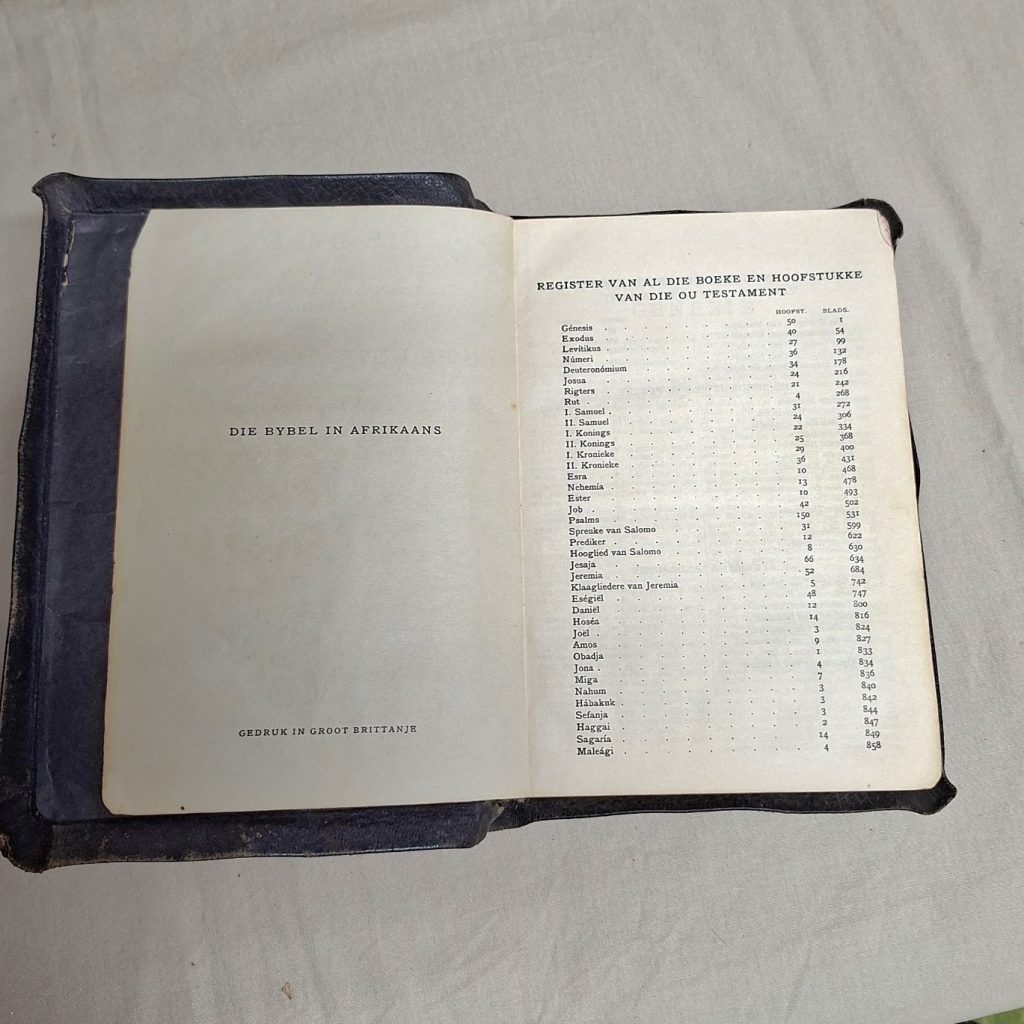 DIE BYBEL IN AFRIKAANS
GEDRUK IN GROOT BRITTANJE
REGISTER VAN AL DIE BOEKE EN HOOFSTUKKE
VAN DIE OU TESTAMENT
HOOFST. BLADS.
Génesis . . . . . . . . . 50 1
Exodus . . . . . . . . . 40 54
Levítikus . . . . . . . . . 27 99
Númeri . . . . . . . . . 36 132
Deuteronómium . . . . . . . . 34 178
Josua . . . . . . . . . 24 216
Rigters . . . . . . . . . 21 242
Rut . . . . . . . . . 4 268
I. Samuel . . . . . . . . . 31 272
II. Samuel . . . . . . . . . 24 306
I. Konings . . . . . . . . . 22 334
II. Konings . . . . . . . . . 25 368
I. Kronieke . . . . . . . . . 29 400
II. Kronieke . . . . . . . . . 36 431
Esra . . . . . . . . . 10 468
Nehemía . . . . . . . . . 13 478
Ester . . . . . . . . . 10 493
Job . . . . . . . . . 42 502
Psalms . . . . . . . . . 150 531
Spreuke van Salomo . . . . . . 31 599
Prediker . . . . . . . . . 12 622
Hooglied van Salomo . . . . . . 8 630
Jesaja . . . . . . . . . 66 634
Jeremia . . . . . . . . . 52 684
Klaagliedere van Jeremia . . . . . 5 742
Eségiël . . . . . . . . . 48 747
Daniël . . . . . . . . . 12 800
Hoséa . . . . . . . . . 14 816
Joël . . . . . . . . . 3 824
Amos . . . . . . . . . 9 827
Obadja . . . . . . . . . 1 833
Jona . . . . . . . . . 4 834
Miga . . . . . . . . . 7 836
Nahum . . . . . . . . . 3 840
Hábakuk . . . . . . . . . 3 842
Sefanja . . . . . . . . . 3 844
Haggai . . . . . . . . . 2 847
Sagaría . . . . . . . . . 14 849
Maleági . . . . . . . . . 4 858